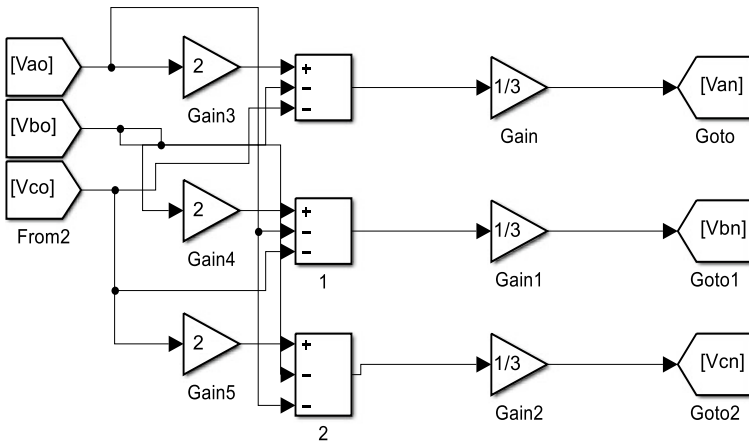 [Vao]
2
+
−
−
1/3
[Van]
Gain3
Gain
Goto
[Vbo]
[Vco]
From2
2
+
−
−
1/3
[Vbn]
Gain4
1
Gain1
Goto1
2
+
−
−
1/3
[Vcn]
Gain5
2
Gain2
Goto2